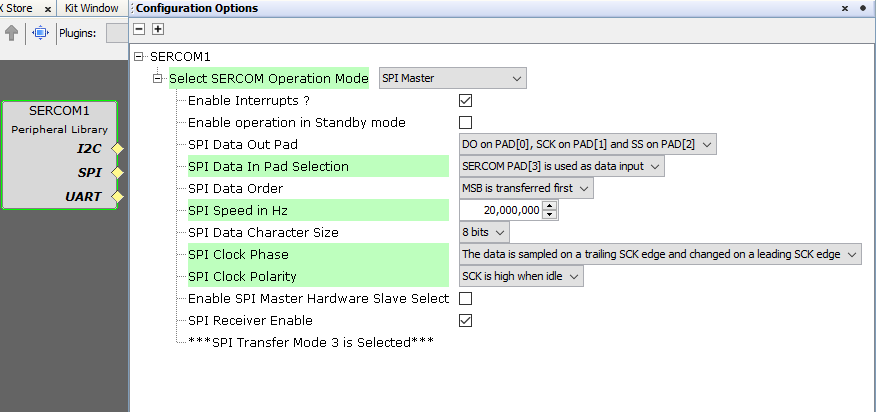 Store × Kit Window
Plugins:
SERCOM1
Peripheral Library
I2C
SPI
UART
Configuration Options
SERCOM1
Select SERCOM Operation Mode SPI Master
Enable Interrupts ?
Enable operation in Standby mode
SPI Data Out Pad DO on PAD[0], SCK on PAD[1] and SS on PAD[2]
SPI Data In Pad Selection SERCOM PAD[3] is used as data input
SPI Data Order MSB is transferred first
SPI Speed in Hz 20,000,000
SPI Data Character Size 8 bits
SPI Clock Phase The data is sampled on a trailing SCK edge and changed on a leading SCK edge
SPI Clock Polarity SCK is high when idle
Enable SPI Master Hardware Slave Select
SPI Receiver Enable
***SPI Transfer Mode 3 is Selected***